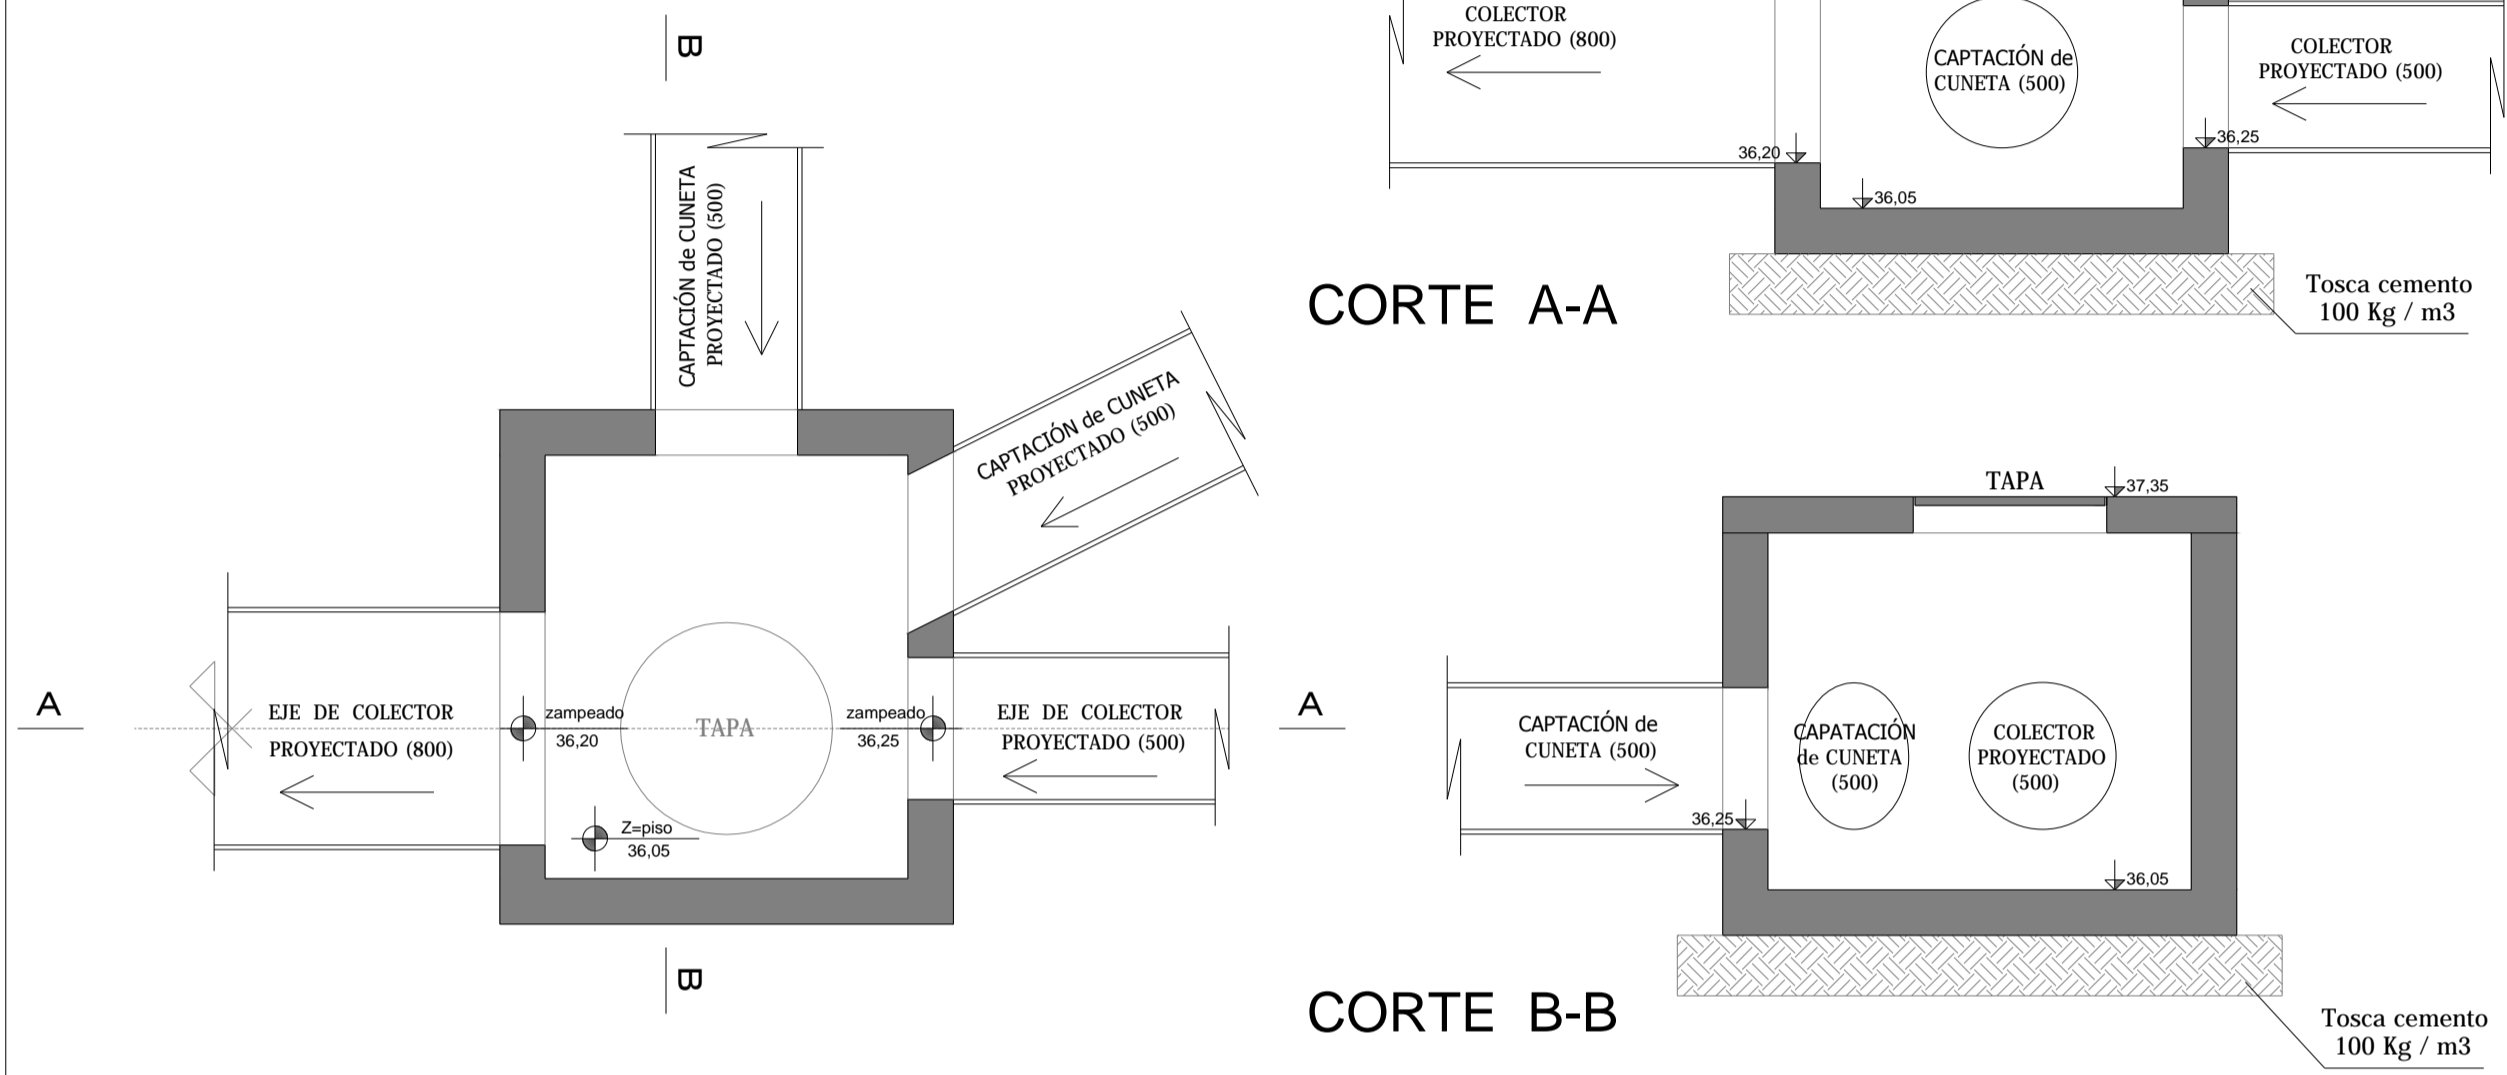 B
CAPTACIÓN de CUNETA
PROYECTADO (500)
CAPTACIÓN de CUNETA
PROYECTADO (500)
A
EJE DE COLECTOR
PROYECTADO (800)
zampeado
36,20
TAPA
zampeado
36,25
EJE DE COLECTOR
PROYECTADO (500)
A
Z=piso
36,05
B
COLECTOR
PROYECTADO (800)
CAPTACIÓN de
CUNETA (500)
COLECTOR
PROYECTADO (500)
36,20
36,25
36,05
CORTE A-A
Tosca cemento
100 Kg / m3
TAPA
37,35
CAPTACIÓN de
CUNETA (500)
CAPATACIÓN
de CUNETA
(500)
COLECTOR
PROYECTADO
(500)
36,25
36,05
CORTE B-B
Tosca cemento
100 Kg / m3